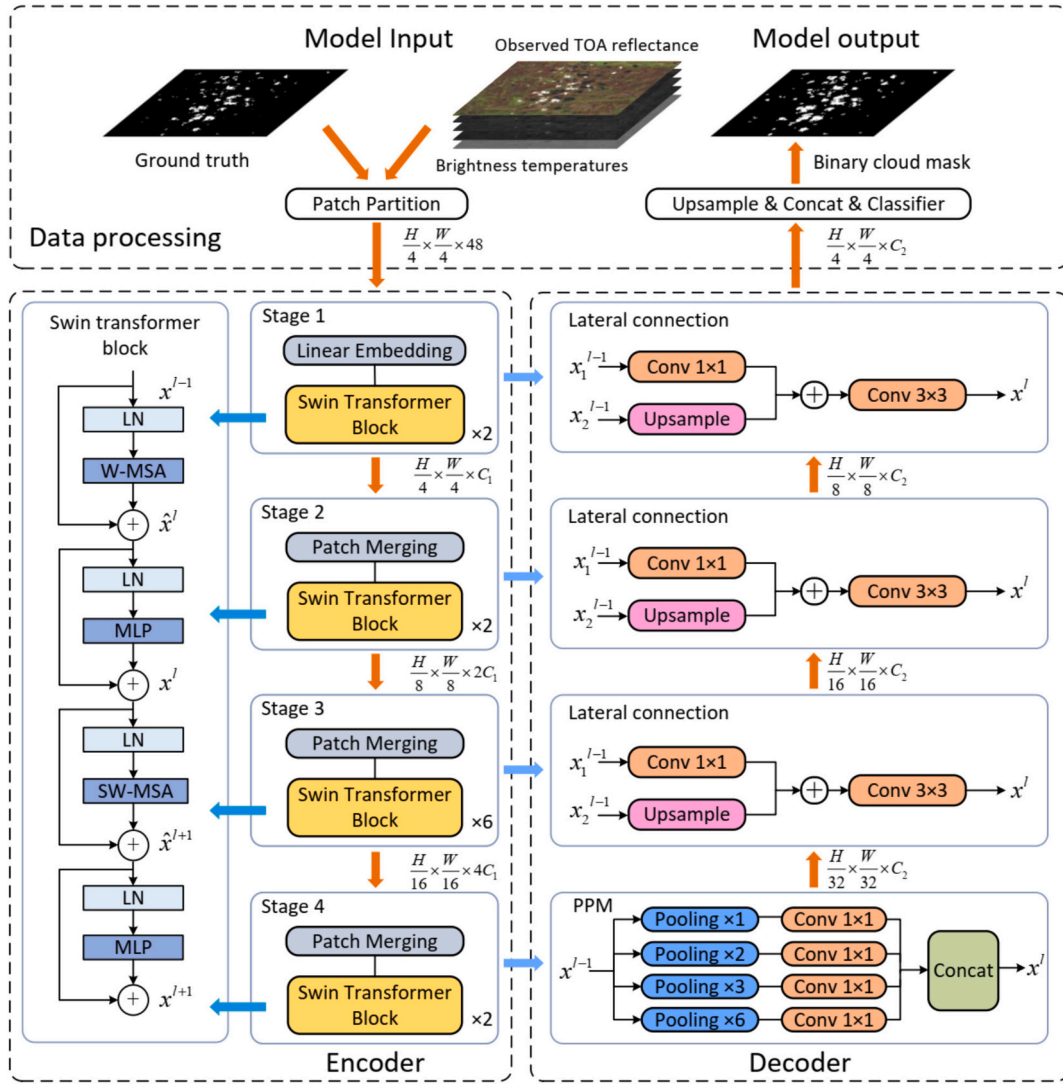 Model Input
Observed TOA reflectance
Model output
Ground truth
Brightness temperatures
Binary cloud mask
Patch Partition
Upsample & Concat & Classifier
Data processing
H/4 × W/4 × 48
H/4 × W/4 × C₂
Swin transformer
block
x^{l−1}
LN
W-MSA
+
x̂^l
LN
MLP
+
x^l
LN
SW-MSA
+
x̂^{l+1}
LN
MLP
+
x^{l+1}
Stage 1
Linear Embedding
Swin Transformer
Block
×2
H/4 × W/4 × C₁
Stage 2
Patch Merging
Swin Transformer
Block
×2
H/8 × W/8 × 2C₁
Stage 3
Patch Merging
Swin Transformer
Block
×6
H/16 × W/16 × 4C₁
Stage 4
Patch Merging
Swin Transformer
Block
×2
Encoder
Lateral connection
x₁^{l−1} Conv 1×1
+ Conv 3×3 x^l
x₂^{l−1} Upsample
H/8 × W/8 × C₂
Lateral connection
x₁^{l−1} Conv 1×1
+ Conv 3×3 x^l
x₂^{l−1} Upsample
H/16 × W/16 × C₂
Lateral connection
x₁^{l−1} Conv 1×1
+ Conv 3×3 x^l
x₂^{l−1} Upsample
H/32 × W/32 × C₂
PPM
Pooling ×1 Conv 1×1
Pooling ×2 Conv 1×1
x^{l−1} Concat x^l
Pooling ×3 Conv 1×1
Pooling ×6 Conv 1×1
Decoder